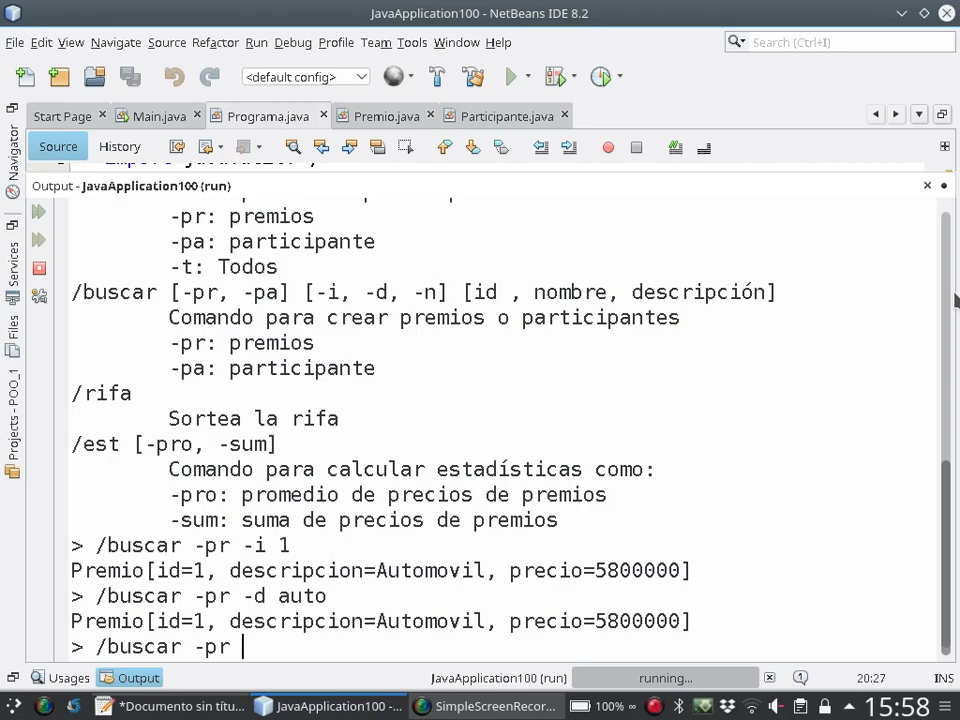 JavaApplication100 - NetBeans IDE 8.2
File Edit View Navigate Source Refactor Run Debug Profile Team Tools Window Help
Search (Ctrl+I)
<default config>
Start Page Main.java Programa.java Premio.java Participante.java
Source History
Output - JavaApplication100 (run)
-pr: premios
-pa: participante
-t: Todos
/buscar [-pr, -pa] [-i, -d, -n] [id , nombre, descripción]
Comando para crear premios o participantes
-pr: premios
-pa: participante
/rifa
Sortea la rifa
/est [-pro, -sum]
Comando para calcular estadísticas como:
-pro: promedio de precios de premios
-sum: suma de precios de premios
> /buscar -pr -i 1
Premio[id=1, descripcion=Automovil, precio=5800000]
> /buscar -pr -d auto
Premio[id=1, descripcion=Automovil, precio=5800000]
> /buscar -pr
Navigator
Services
Files
Projects - POO_1
Usages Output JavaApplication100 (run) running... 1 20:27 INS
*Documento sin títu... JavaApplication100 -... SimpleScreenRecor... 100% 15:58